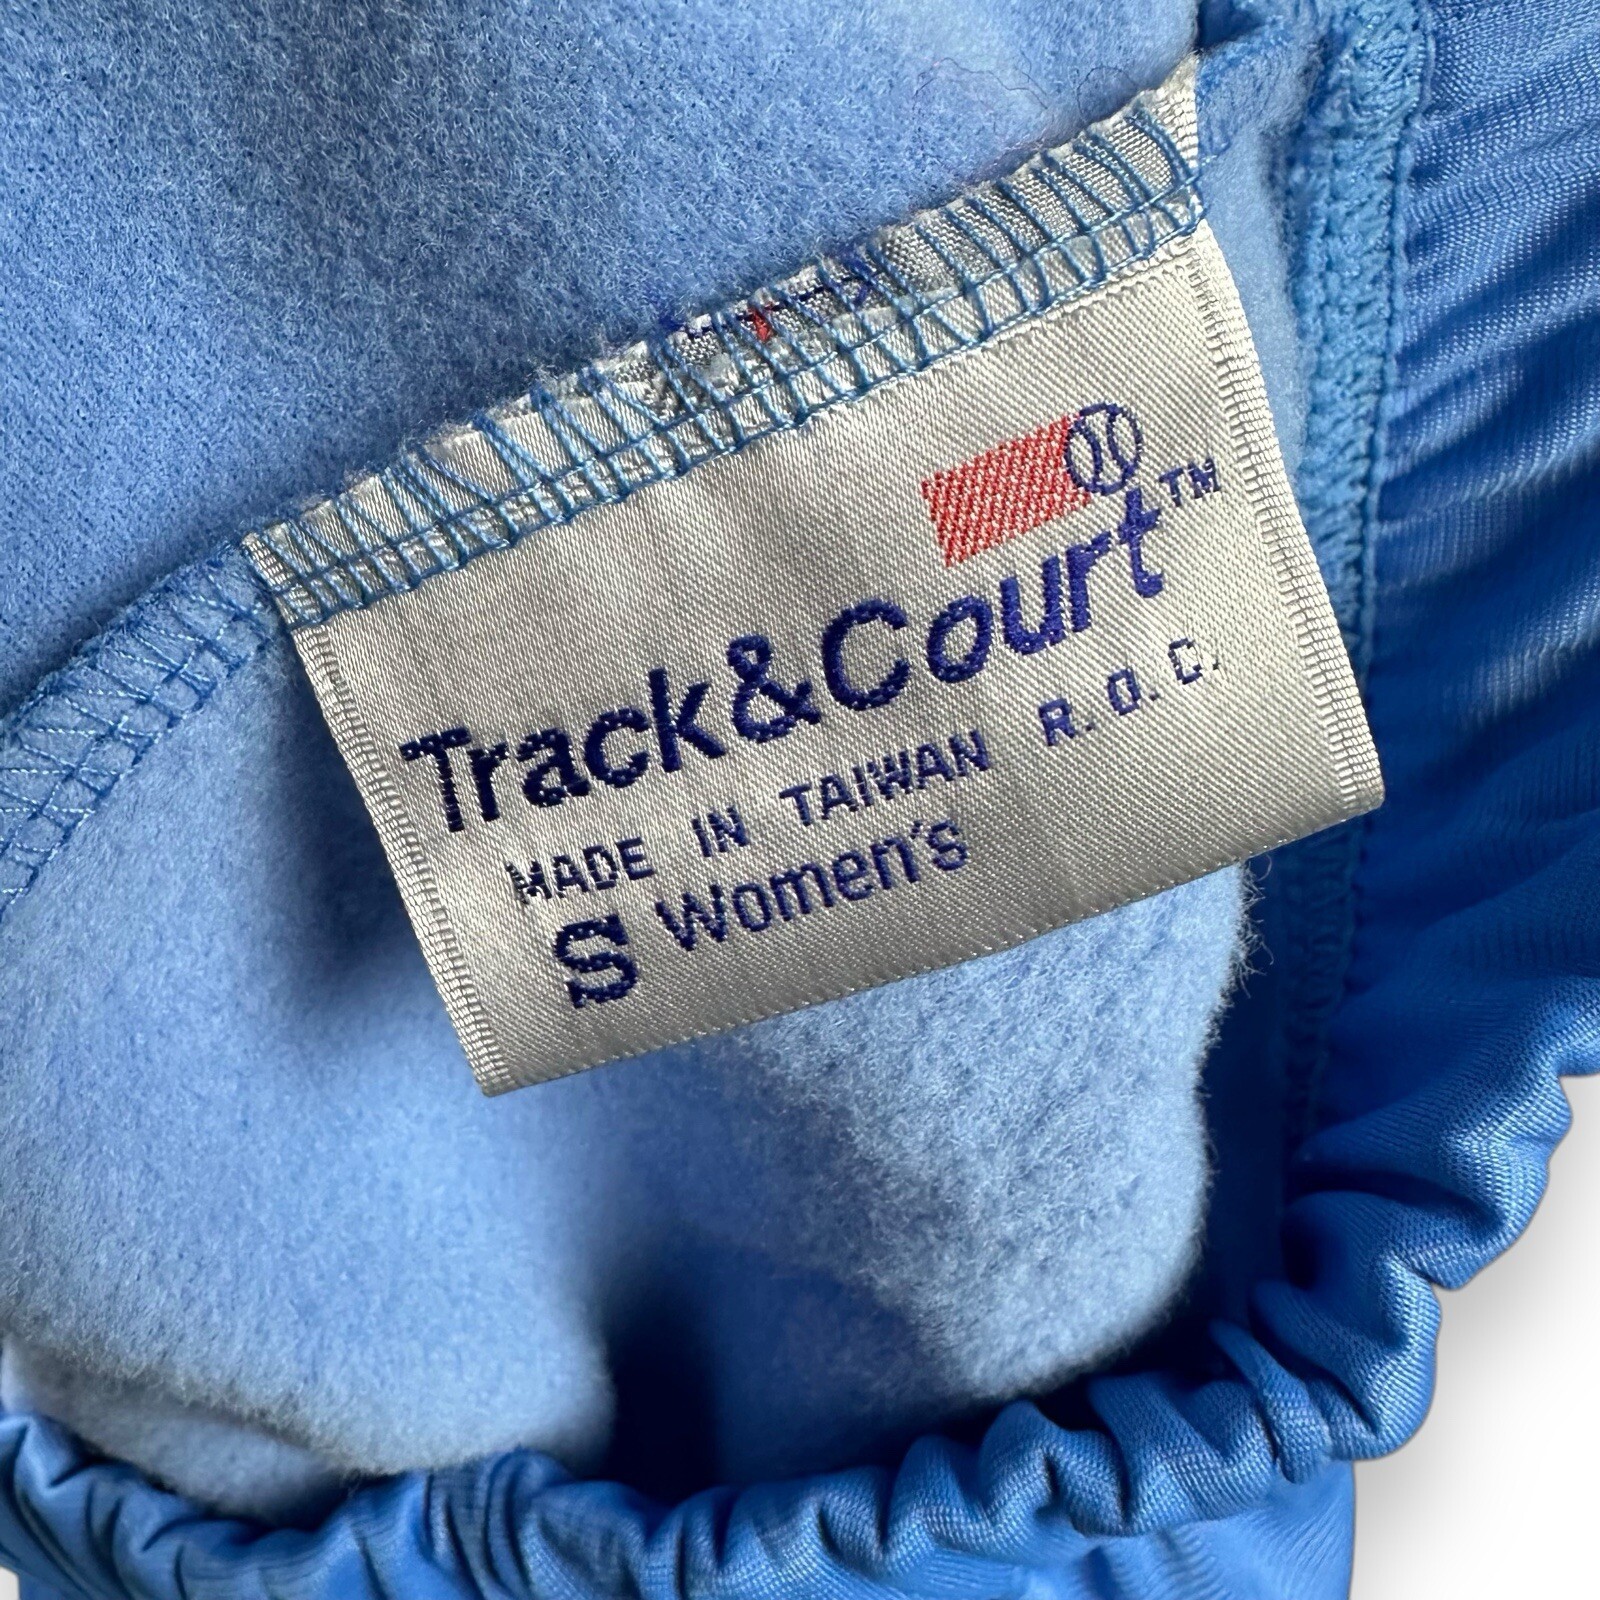 Track&Court™
MADE IN TAIWAN R.O.C.
S Women's